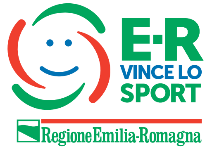 E-R
VINCE LO
SPORT
RegioneEmilia-Romagna